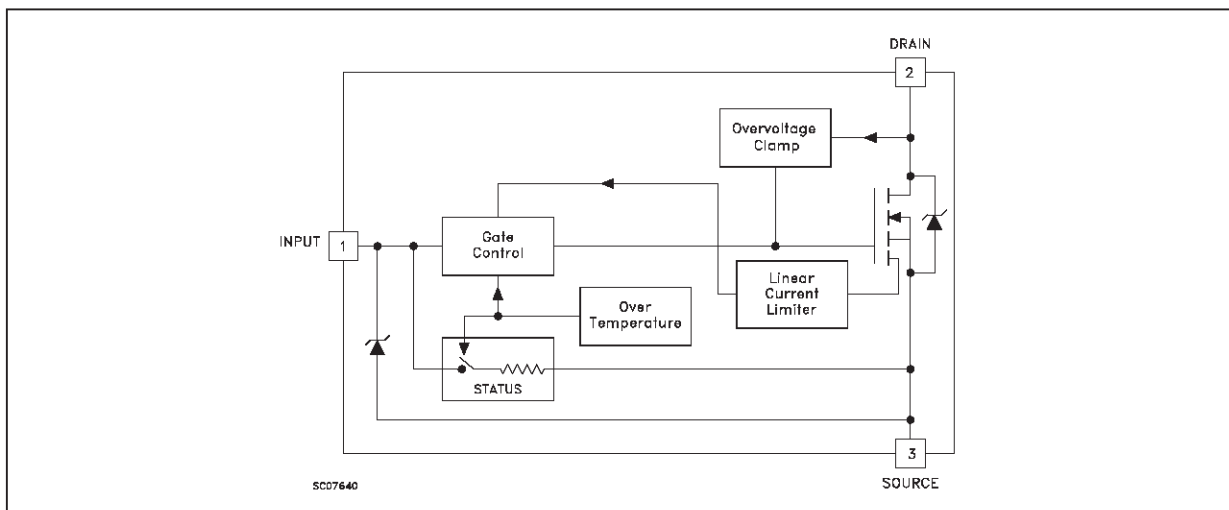 DRAIN
2
Overvoltage
Clamp
INPUT
1
Gate
Control
Linear
Current
Limiter
Over
Temperature
STATUS
3
SC07640
SOURCE